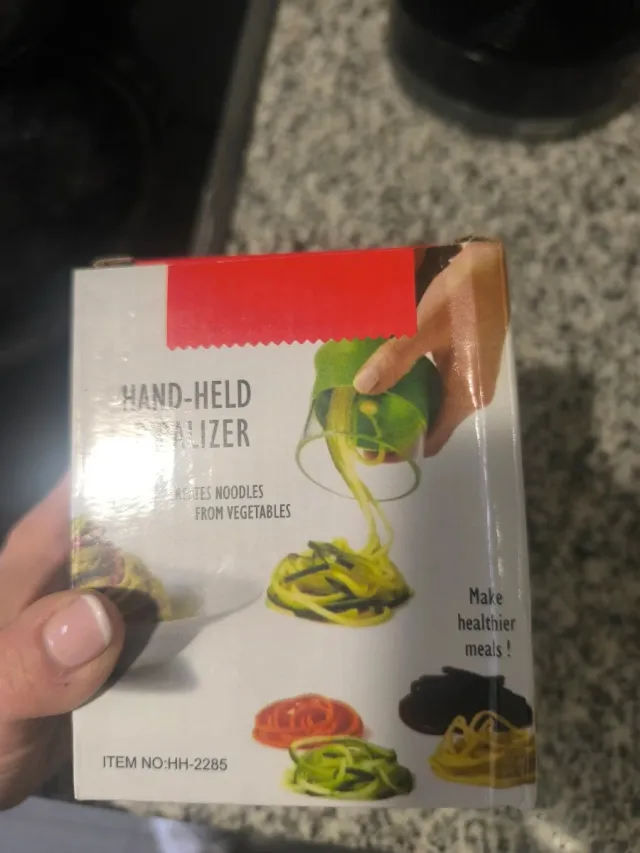 HAND-HELD
NOODLES
FROM VEGETABLES
Make
healthier
meals !
ITEM NO:HH-2285